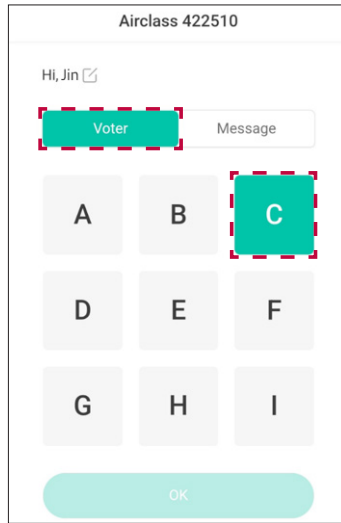 Airclass 422510
Hi, Jin
Voter Message
A B C
D E F
G H I
OK